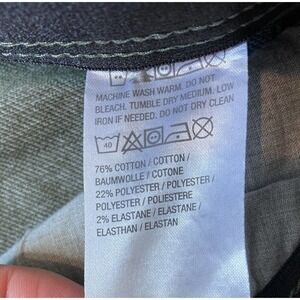 MACHINE WASH WARM. DO NOT
BLEACH. TUMBLE DRY MEDIUM. LOW
IRON IF NEEDED. DO NOT DRY CLEAN
40
76% COTTON / COTTON /
BAUMWOLLE / COTONE
22% POLYESTER / POLYESTER /
POLYESTER / POLIESTERE
2% ELASTANE / ELASTANE /
ELASTHAN / ELASTAN